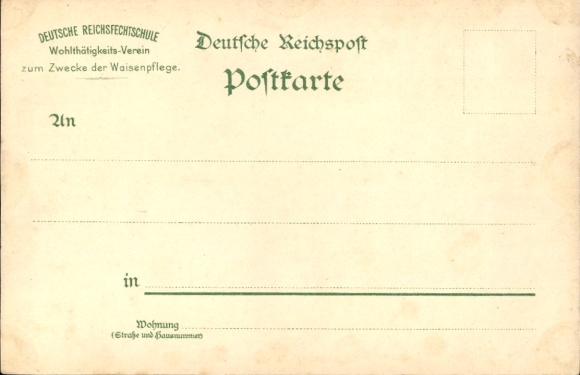 DEUTSCHE REICHSFECHTSCHULE
Wohlthätigkeits-Verein
zum Zwecke der Waisenpflege.
Deutsche Reichspost
Postkarte
An
in
Wohnung
(Straße und Hausnummer)